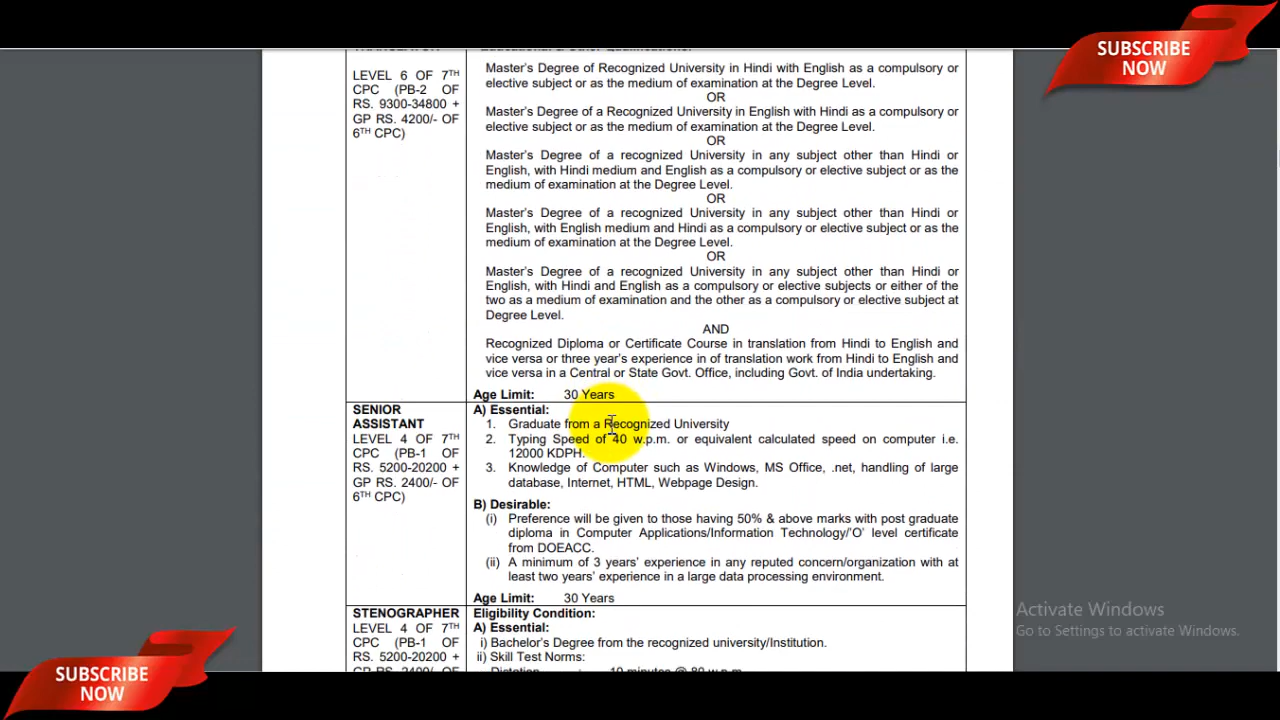 SUBSCRIBE
NOW
LEVEL 6 OF 7TH
CPC (PB-2 OF
RS. 9300-34800 +
GP RS. 4200/- OF
6TH CPC)
Master's Degree of Recognized University in Hindi with English as a compulsory or
elective subject or as the medium of examination at the Degree Level.
OR
Master's Degree of a Recognized University in English with Hindi as a compulsory or
elective subject or as the medium of examination at the Degree Level.
OR
Master's Degree of a recognized University in any subject other than Hindi or
English, with Hindi medium and English as a compulsory or elective subject or as the
medium of examination at the Degree Level.
OR
Master's Degree of a recognized University in any subject other than Hindi or
English, with English medium and Hindi as a compulsory or elective subject or as the
medium of examination at the Degree Level.
OR
Master's Degree of a recognized University in any subject other than Hindi or
English, with Hindi and English as a compulsory or elective subjects or either of the
two as a medium of examination and the other as a compulsory or elective subject at
Degree Level.
AND
Recognized Diploma or Certificate Course in translation from Hindi to English and
vice versa or three year's experience in of translation work from Hindi to English and
vice versa in a Central or State Govt. Office, including Govt. of India undertaking.
Age Limit: 30 Years
SENIOR
ASSISTANT
LEVEL 4 OF 7TH
CPC (PB-1 OF
RS. 5200-20200 +
GP RS. 2400/- OF
6TH CPC)
A) Essential:
1. Graduate from a Recognized University
2. Typing Speed of 40 w.p.m. or equivalent calculated speed on computer i.e.
12000 KDPH.
3. Knowledge of Computer such as Windows, MS Office, .net, handling of large
database, Internet, HTML, Webpage Design.
B) Desirable:
(i) Preference will be given to those having 50% & above marks with post graduate
diploma in Computer Applications/Information Technology/'O' level certificate
from DOEACC.
(ii) A minimum of 3 years' experience in any reputed concern/organization with at
least two years' experience in a large data processing environment.
Age Limit: 30 Years
STENOGRAPHER
LEVEL 4 OF 7TH
CPC (PB-1 OF
RS. 5200-20200 +
Eligibility Condition:
A) Essential:
i) Bachelor's Degree from the recognized university/Institution.
ii) Skill Test Norms:
Activate Windows
Go to Settings to activate Windows.
SUBSCRIBE
NOW